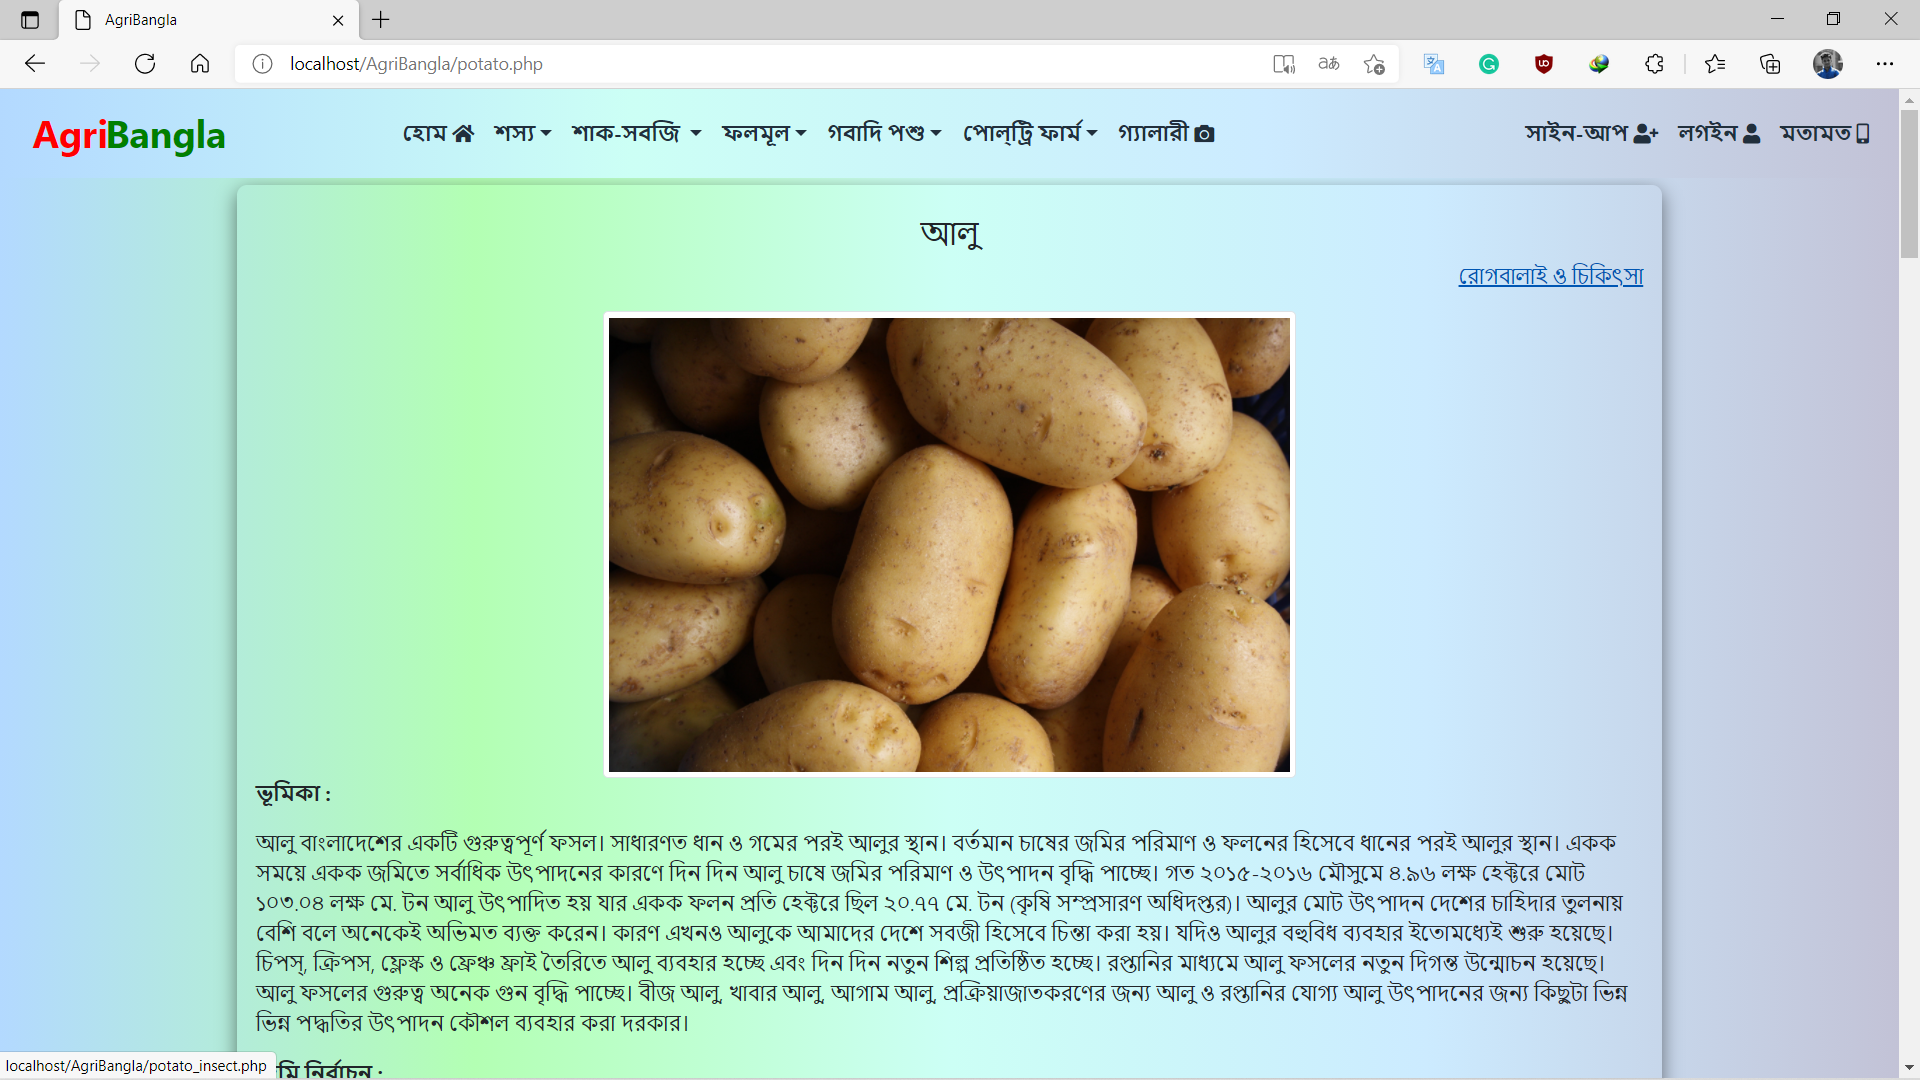 AgriBangla
localhost/AgriBangla/potato.php
AgriBangla
হোম
শস্য
শাক-সবজি
ফলমূল
গবাদি পশু
পোল্ট্রি ফার্ম
গ্যালারী
সাইন-আপ
লগইন
মতামত
আলু
রোগবালাই ও চিকিৎসা
ভূমিকা :
আলু বাংলাদেশের একটি গুরুত্বপূর্ণ ফসল। সাধারণত ধান ও গমের পরই আলুর স্থান। বর্তমান চাষের জমির পরিমাণ ও ফলনের হিসেবে ধানের পরই আলুর স্থান। একক
সময়ে একক জমিতে সর্বাধিক উৎপাদনের কারণে দিন দিন আলু চাষে জমির পরিমাণ ও উৎপাদন বৃদ্ধি পাচ্ছে। গত ২০১৫-২০১৬ মৌসুমে ৪.৯৬ লক্ষ হেক্টরে মোট
১০৩.০৪ লক্ষ মে. টন আলু উৎপাদিত হয় যার একক ফলন প্রতি হেক্টরে ছিল ২০.৭৭ মে. টন (কৃষি সম্প্রসারণ অধিদপ্তর)। আলুর মোট উৎপাদন দেশের চাহিদার তুলনায়
বেশি বলে অনেকেই অভিমত ব্যক্ত করেন। কারণ এখনও আলুকে আমাদের দেশে সবজী হিসেবে চিন্তা করা হয়। যদিও আলুর বহুবিধ ব্যবহার ইতোমধ্যেই শুরু হয়েছে।
চিপস্, ক্রিপস, ফ্লেস্ক ও ফ্রেঞ্চ ফ্রাই তৈরিতে আলু ব্যবহার হচ্ছে এবং দিন দিন নতুন শিল্প প্রতিষ্ঠিত হচ্ছে। রপ্তানির মাধ্যমে আলু ফসলের নতুন দিগন্ত উন্মোচন হয়েছে।
আলু ফসলের গুরুত্ব অনেক গুন বৃদ্ধি পাচ্ছে। বীজ আলু, খাবার আলু, আগাম আলু, প্রক্রিয়াজাতকরণের জন্য আলু ও রপ্তানির যোগ্য আলু উৎপাদনের জন্য কিছুটা ভিন্ন
ভিন্ন পদ্ধতির উৎপাদন কৌশল ব্যবহার করা দরকার।
নির্বাচন :
localhost/AgriBangla/potato_insect.php